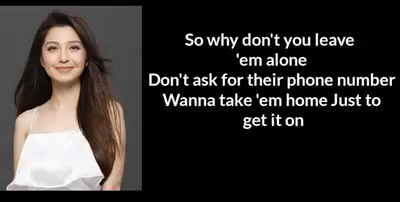 So why don't you leave
'em alone
Don't ask for their phone number
Wanna take 'em home Just to
get it on